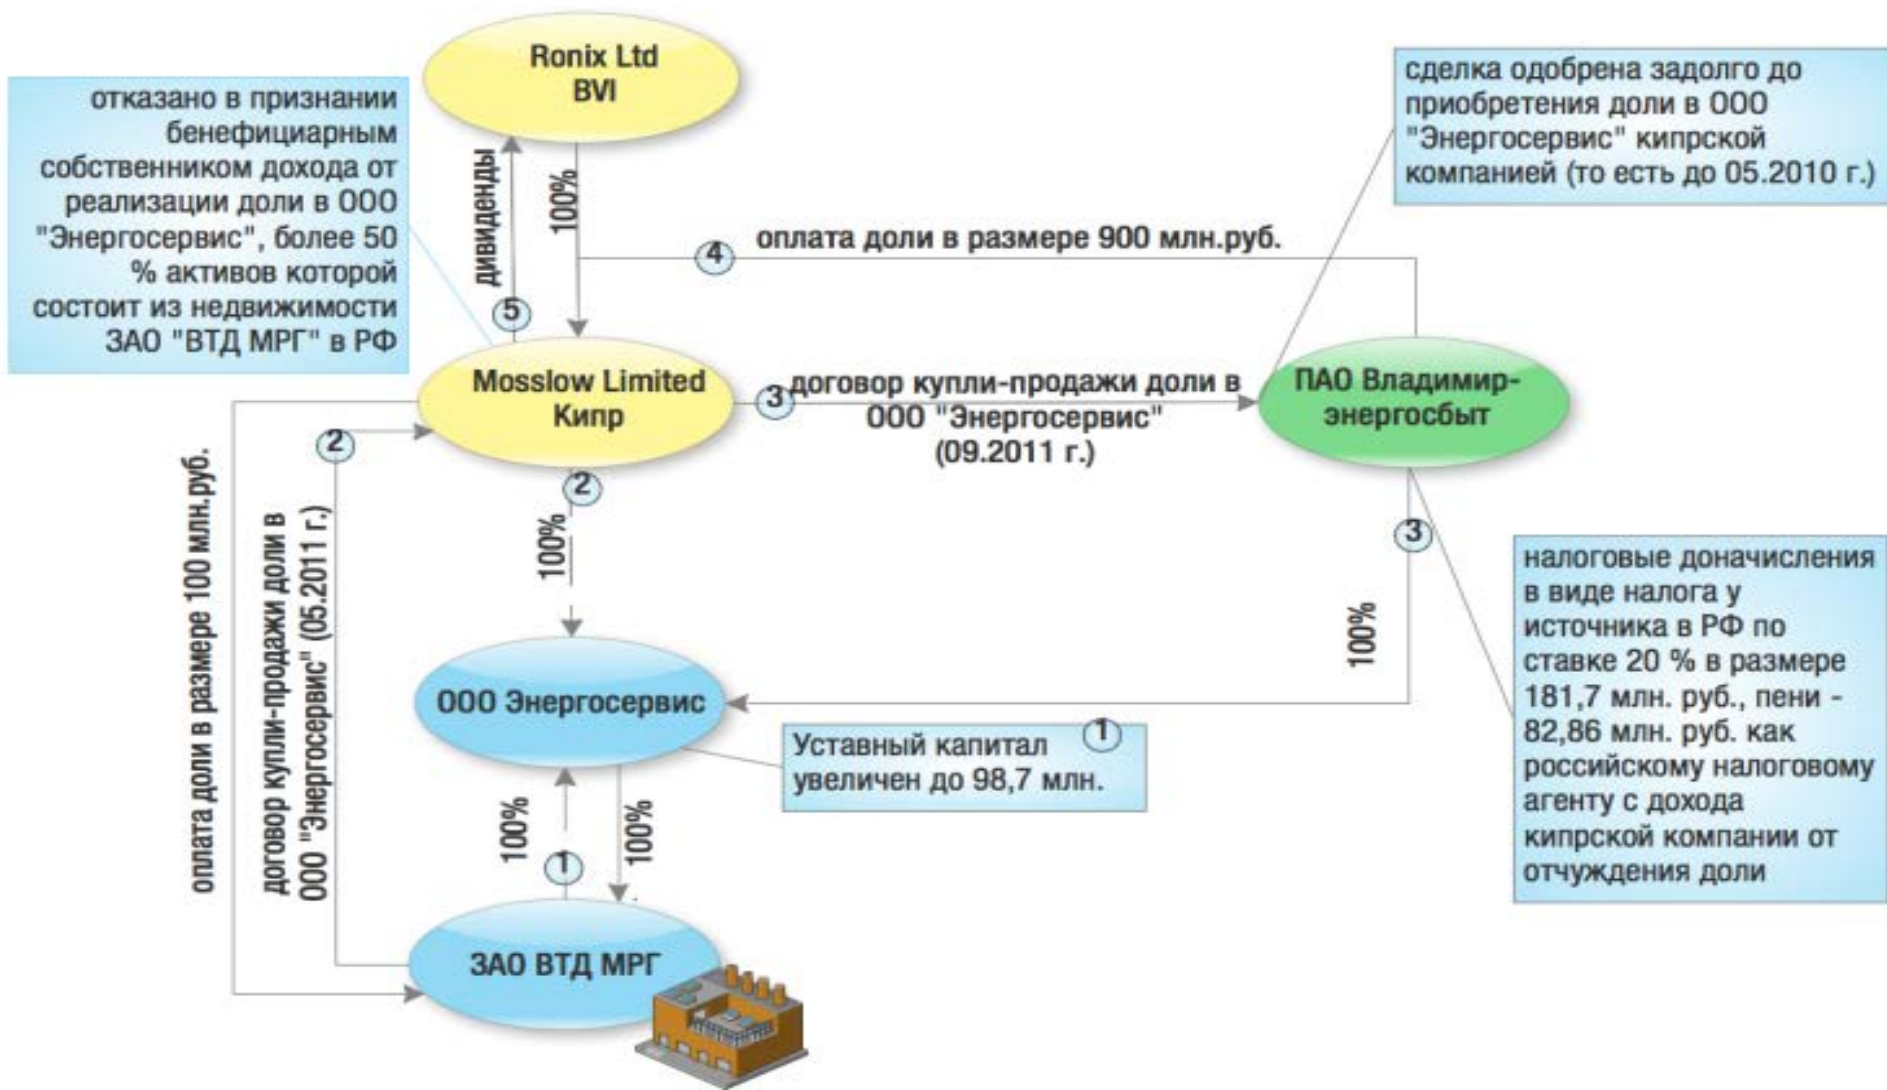 Ronix Ltd
BVI
отказано в признании
бенефициарным
собственником дохода от
реализации доли в ООО
"Энергосервис", более 50
% активов которой
состоит из недвижимости
ЗАО "ВТД МРГ" в РФ
сделка одобрена задолго до
приобретения доли в ООО
"Энергосервис" кипрской
компанией (то есть до 05.2010 г.)
дивиденды
5
100%
4
оплата доли в размере 900 млн.руб.
Mosslow Limited
Кипр
3
договор купли-продажи доли в
ООО "Энергосервис"
(09.2011 г.)
ПАО Владимир-
энергосбыт
2
оплата доли в размере 100 млн.руб.
договор купли-продажи доли в
ООО "Энергосервис" (05.2011 г.)
2
100%
3
100%
налоговые доначисления
в виде налога у
источника в РФ по
ставке 20 % в размере
181,7 млн. руб., пени -
82,86 млн. руб. как
российскому налоговому
агенту с дохода
кипрской компании от
отчуждения доли
ООО Энергосервис
Уставный капитал
увеличен до 98,7 млн.
1
100%
1
100%
ЗАО ВТД МРГ